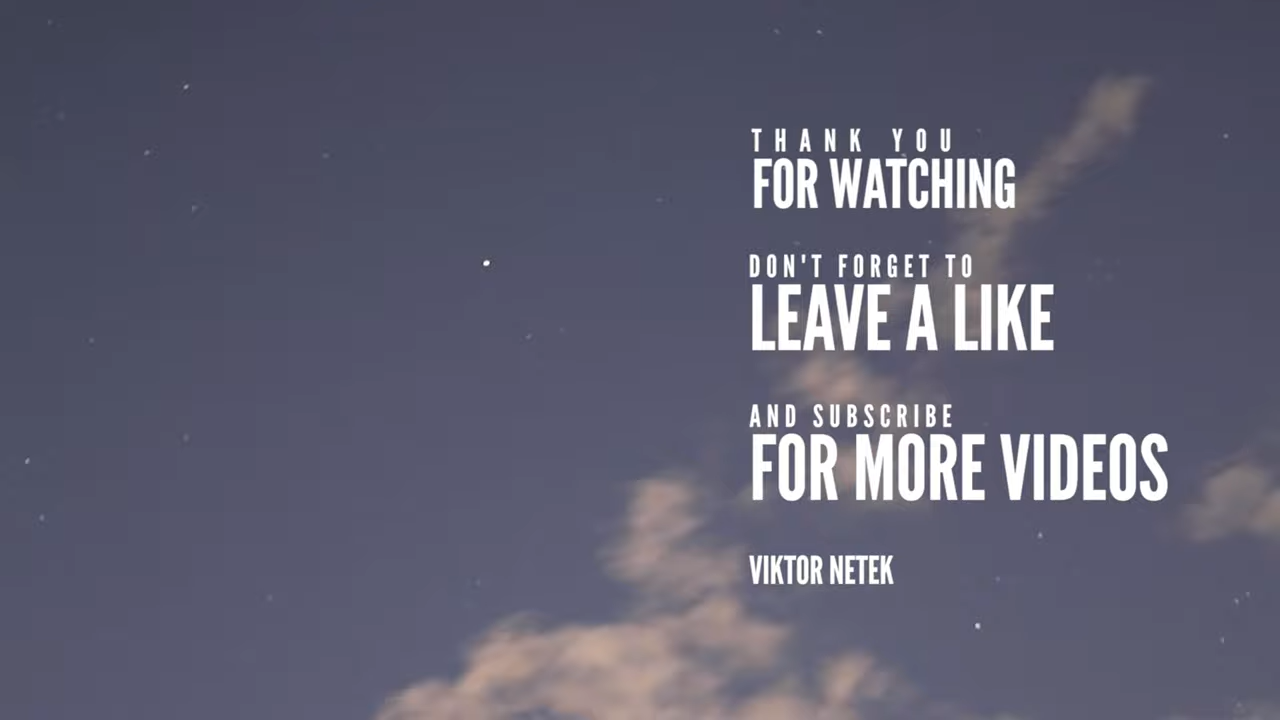 THANK YOU
FOR WATCHING
DON'T FORGET TO
LEAVE A LIKE
AND SUBSCRIBE
FOR MORE VIDEOS
VIKTOR NETEK